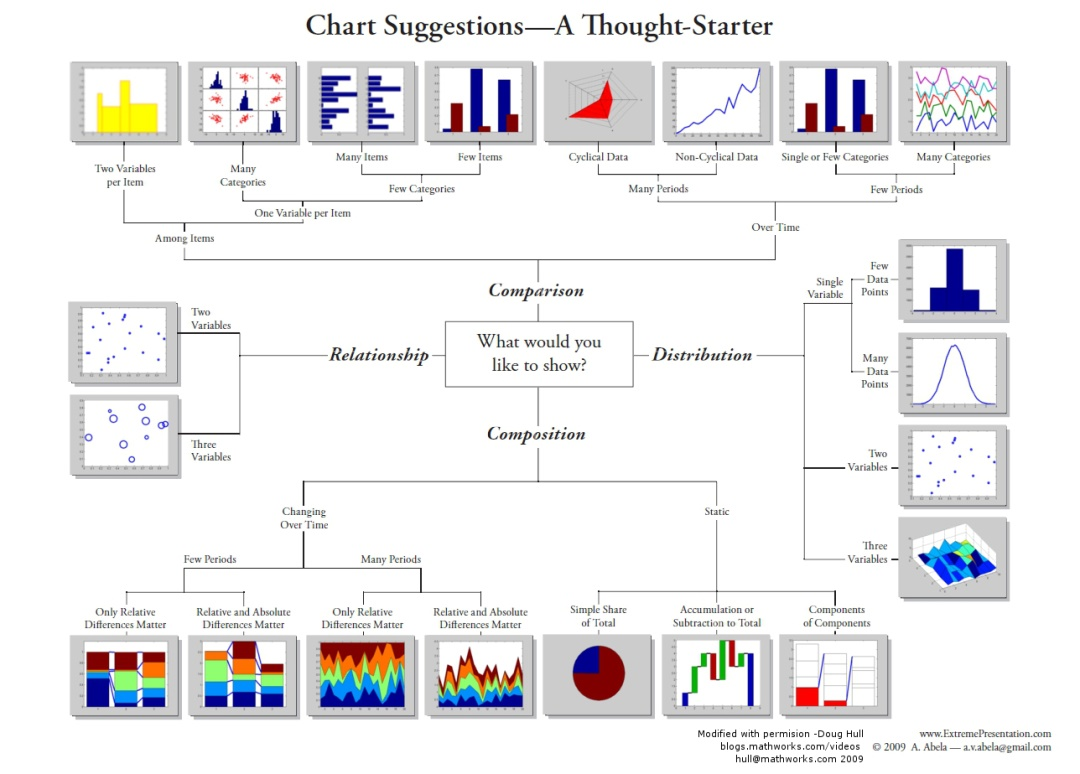 Chart Suggestions—A Thought-Starter
Two Variables
per Item
Many
Categories
Many Items
Few Items
Cyclical Data
Non-Cyclical Data
Single or Few Categories
Many Categories
Few Categories
Many Periods
Few Periods
One Variable per Item
Over Time
Among Items
Comparison
What would you
like to show?
Relationship
Two
Variables
Three
Variables
Distribution
Single
Variable
Few
Data
Points
Many
Data
Points
Two
Variables
Three
Variables
Composition
Changing
Over Time
Static
Few Periods
Many Periods
Only Relative
Differences Matter
Relative and Absolute
Differences Matter
Only Relative
Differences Matter
Relative and Absolute
Differences Matter
Simple Share
of Total
Accumulation or
Subtraction to Total
Components
of Components
Modified with permision -Doug Hull
blogs.mathworks.com/videos
hull@mathworks.com 2009
www.ExtremePresentation.com
© 2009 A. Abela — a.v.abela@gmail.com